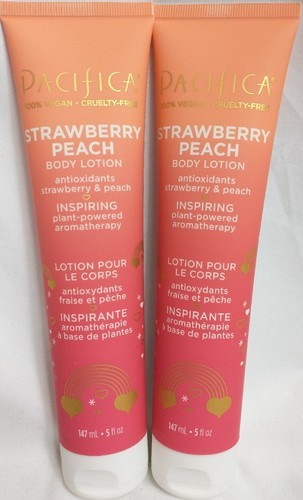 PACIFICA
100% VEGAN • CRUELTY-FREE
STRAWBERRY
PEACH
BODY LOTION
antioxidants
strawberry & peach
INSPIRING
plant-powered
aromatherapy
LOTION POUR
LE CORPS
antioxydants
fraise et pêche
INSPIRANTE
aromathérapie
à base de plantes
147 mL • 5 fl oz
PACIFICA
100% VEGAN • CRUELTY-FREE
STRAWBERRY
PEACH
BODY LOTION
antioxidants
strawberry & peach
INSPIRING
plant-powered
aromatherapy
LOTION POUR
LE CORPS
antioxydants
fraise et pêche
INSPIRANTE
aromathérapie
à base de plantes
147 mL • 5 fl oz